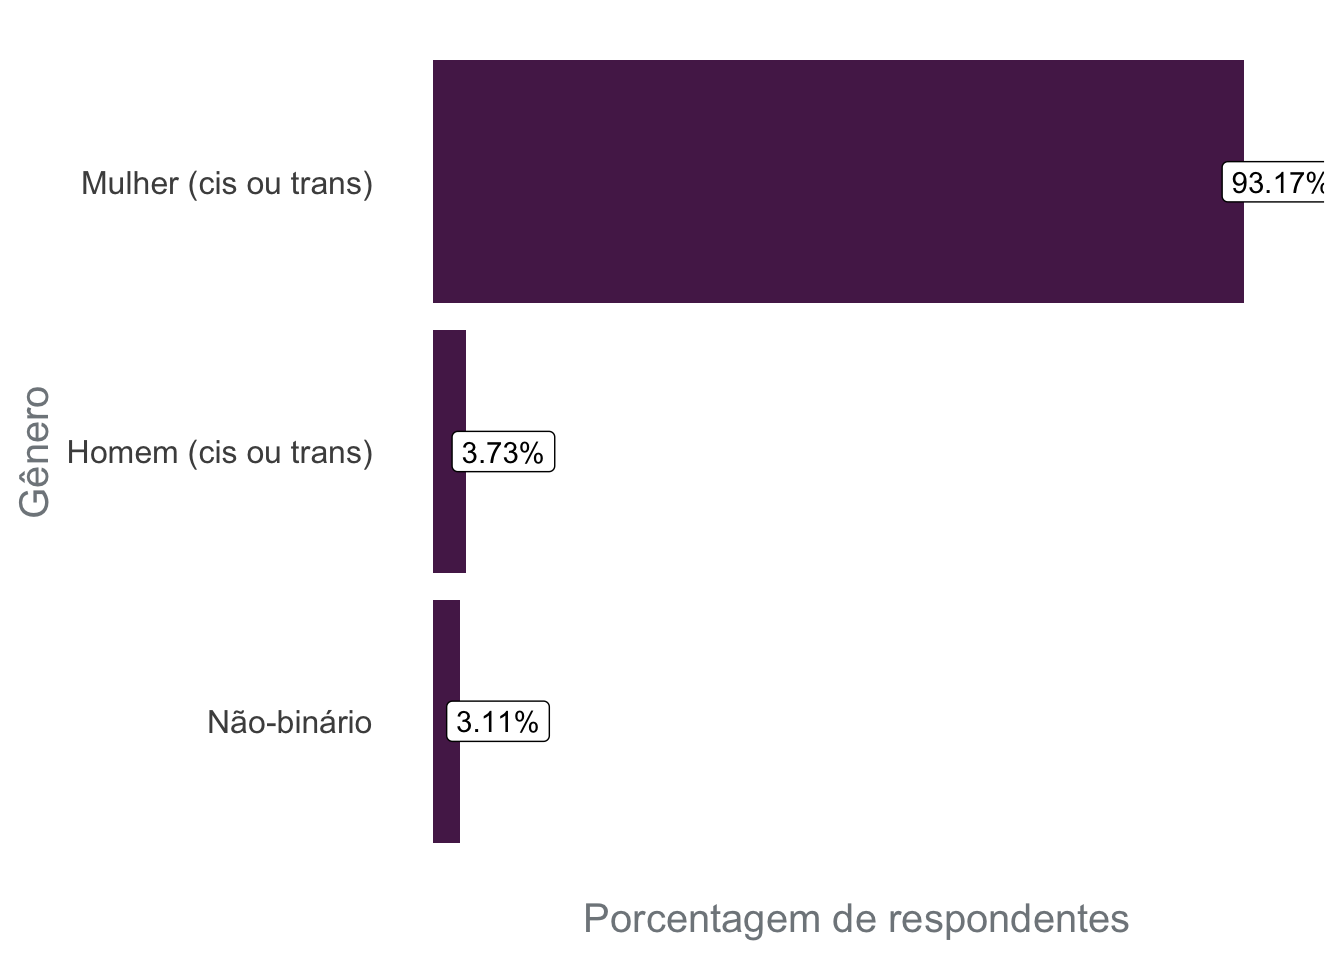 Mulher (cis ou trans)
93.17%
Gênero
Homem (cis ou trans)
3.73%
Não-binário
3.11%
Porcentagem de respondentes